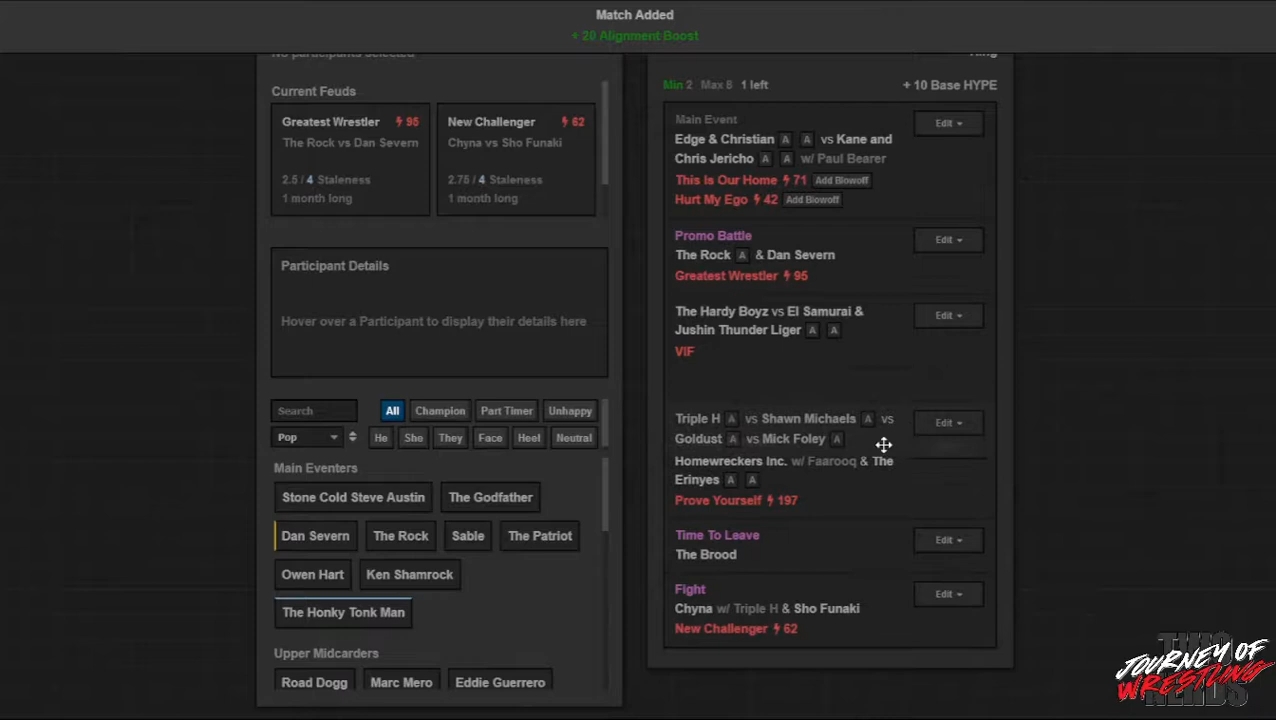 Match Added
+ 20 Alignment Boost
No participants selected
Current Feuds
Greatest Wrestler 95
The Rock vs Dan Severn
2.5 / 4 Staleness
1 month long
New Challenger 62
Chyna vs Sho Funaki
2.75 / 4 Staleness
1 month long
Participant Details
Hover over a Participant to display their details here
Search All Champion Part Timer Unhappy
Pop He She They Face Heel Neutral
Main Eventers
Stone Cold Steve Austin The Godfather
Dan Severn The Rock Sable The Patriot
Owen Hart Ken Shamrock
The Honky Tonk Man
Upper Midcarders
Road Dogg Marc Mero Eddie Guerrero
Min 2 Max 8 1 left + 10 Base HYPE
Main Event Edit
Edge & Christian A A vs Kane and
Chris Jericho A A w/ Paul Bearer
This Is Our Home 71 Add Blowoff
Hurt My Ego 42 Add Blowoff
Promo Battle Edit
The Rock A & Dan Severn
Greatest Wrestler 95
The Hardy Boyz vs El Samurai & Edit
Jushin Thunder Liger A A
VIF
Triple H A vs Shawn Michaels A vs Edit
Goldust A vs Mick Foley A
Homewreckers Inc. w/ Faarooq & The
Erinyes A A
Prove Yourself 197
Time To Leave Edit
The Brood
Fight Edit
Chyna w/ Triple H & Sho Funaki
New Challenger 62
JOURNEY OF
WRESTLING
NERDS